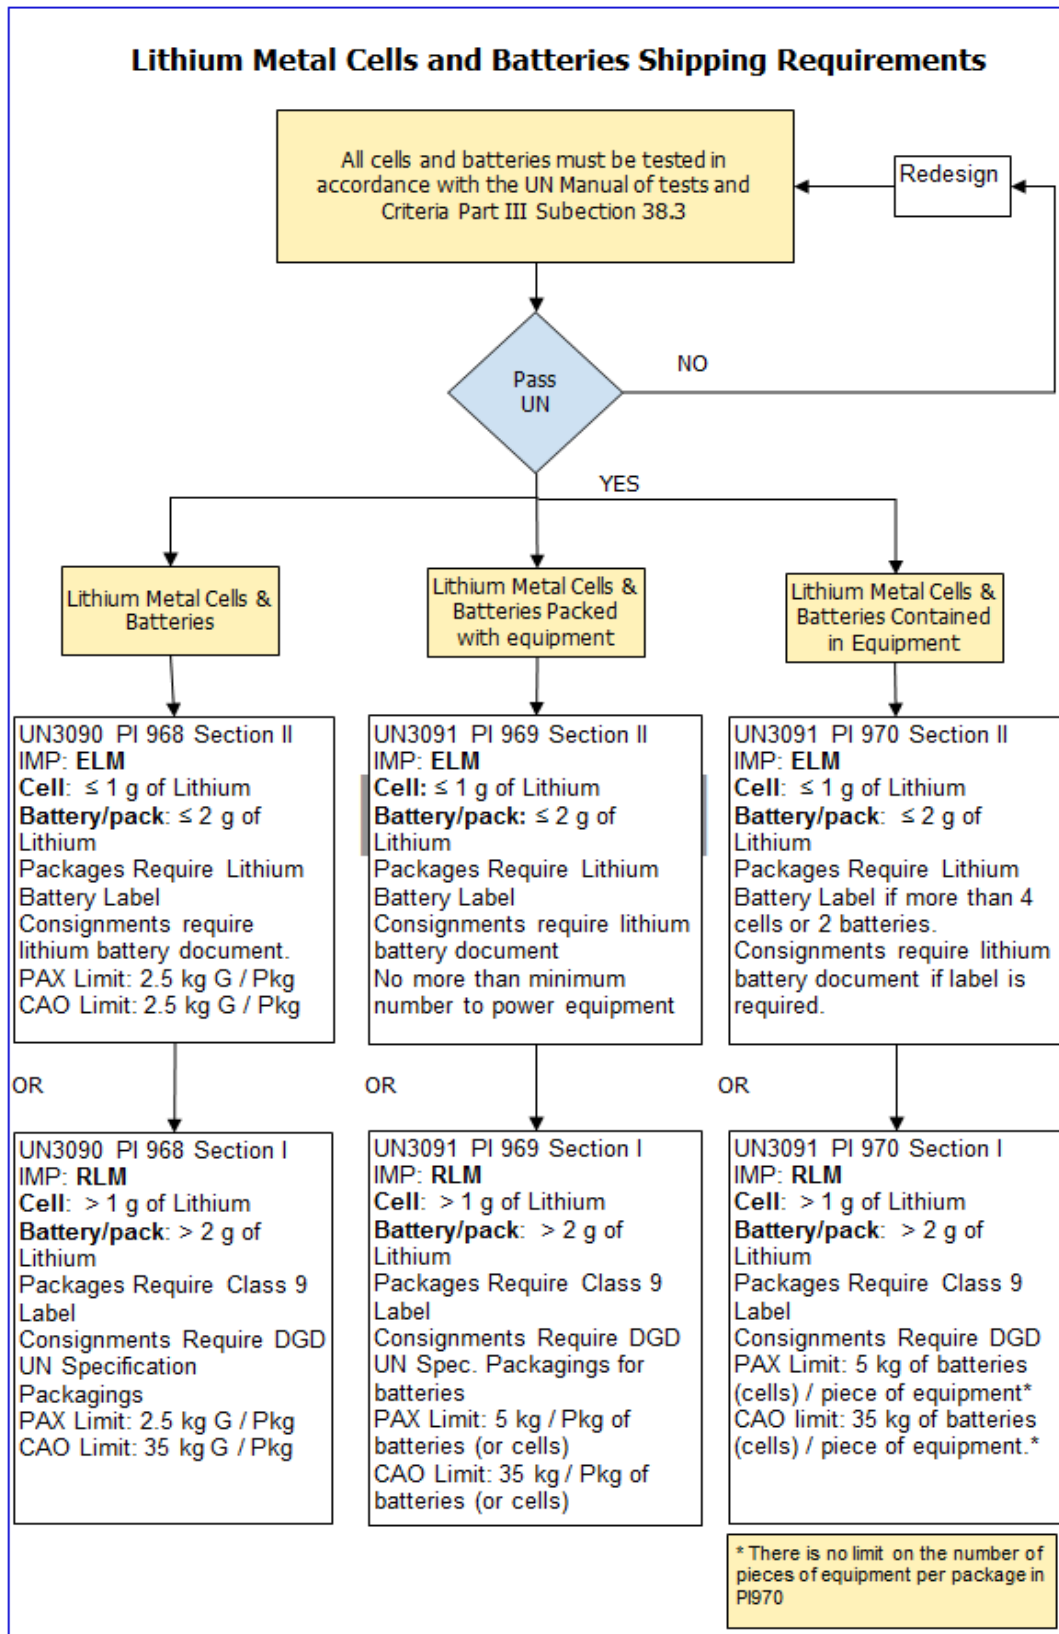 Lithium Metal Cells and Batteries Shipping Requirements
All cells and batteries must be tested in
accordance with the UN Manual of tests and
Criteria Part III Subection 38.3
Redesign
Pass
UN
NO
YES
Lithium Metal Cells &
Batteries
Lithium Metal Cells &
Batteries Packed
with equipment
Lithium Metal Cells &
Batteries Contained
in Equipment
UN3090 PI 968 Section II
IMP: ELM
Cell: ≤ 1 g of Lithium
Battery/pack: ≤ 2 g of
Lithium
Packages Require Lithium
Battery Label
Consignments require
lithium battery document.
PAX Limit: 2.5 kg G / Pkg
CAO Limit: 2.5 kg G / Pkg
UN3091 PI 969 Section II
IMP: ELM
Cell: ≤ 1 g of Lithium
Battery/pack: ≤ 2 g of
Lithium
Packages Require Lithium
Battery Label
Consignments require lithium
battery document
No more than minimum
number to power equipment
UN3091 PI 970 Section II
IMP: ELM
Cell: ≤ 1 g of Lithium
Battery/pack: ≤ 2 g of
Lithium
Packages Require Lithium
Battery Label if more than 4
cells or 2 batteries.
Consignments require lithium
battery document if label is
required.
OR
OR
OR
UN3090 PI 968 Section I
IMP: RLM
Cell: > 1 g of Lithium
Battery/pack: > 2 g of
Lithium
Packages Require Class 9
Label
Consignments Require DGD
UN Specification
Packagings
PAX Limit: 2.5 kg G / Pkg
CAO Limit: 35 kg G / Pkg
UN3091 PI 969 Section I
IMP: RLM
Cell: > 1 g of Lithium
Battery/pack: > 2 g of
Lithium
Packages Require Class 9
Label
Consignments Require DGD
UN Spec. Packagings for
batteries
PAX Limit: 5 kg / Pkg of
batteries (or cells)
CAO Limit: 35 kg / Pkg of
batteries (or cells)
UN3091 PI 970 Section I
IMP: RLM
Cell: > 1 g of Lithium
Battery/pack: > 2 g of
Lithium
Packages Require Class 9
Label
Consignments Require DGD
PAX Limit: 5 kg of batteries
(cells) / piece of equipment*
CAO limit: 35 kg of batteries
(cells) / piece of equipment.*
* There is no limit on the number of
pieces of equipment per package in
PI970